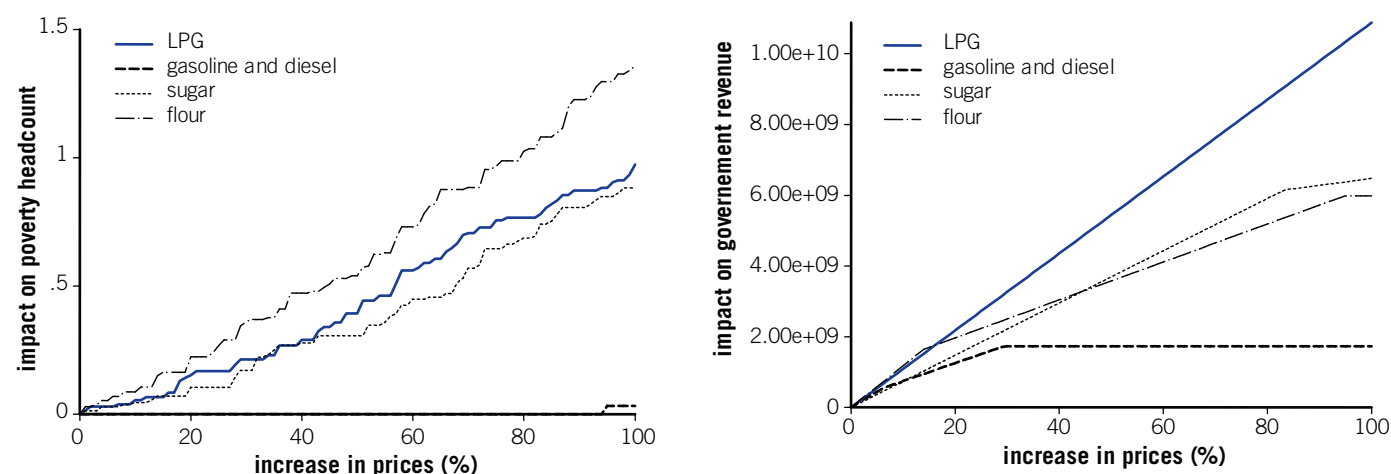 1.5
1
.5
0
impact on poverty headcount
LPG
gasoline and diesel
sugar
flour
0 20 40 60 80 100
increase in prices (%)
1.00e+10
8.00e+09
6.00e+09
4.00e+09
2.00e+09
0
impact on governement revenue
LPG
gasoline and diesel
sugar
flour
0 20 40 60 80 100
increase in prices (%)